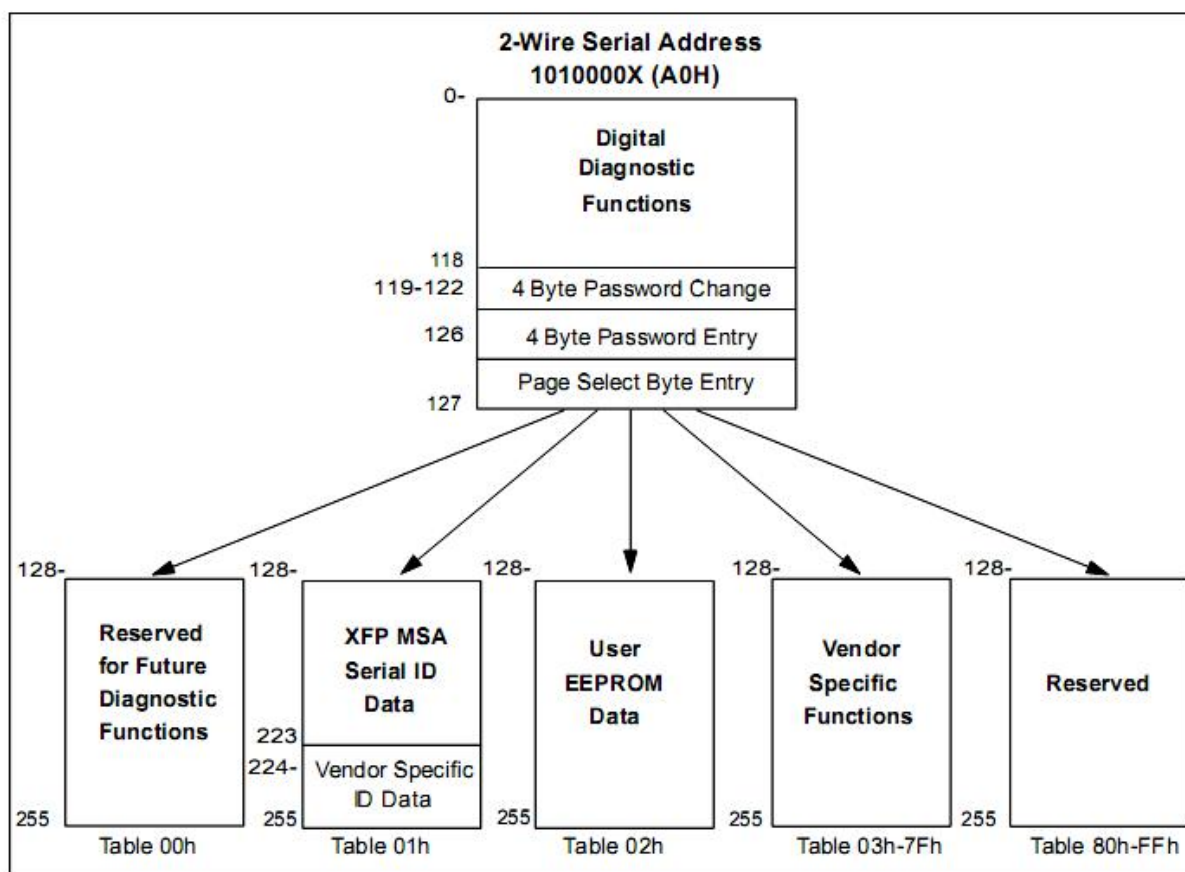 2-Wire Serial Address
1010000X (A0H)
0-
Digital
Diagnostic
Functions
118
119-122
4 Byte Password Change
126
4 Byte Password Entry
Page Select Byte Entry
127
128-
Reserved
for Future
Diagnostic
Functions
255
Table 00h
128-
XFP MSA
Serial ID
Data
223
224-
Vendor Specific
ID Data
255
Table 01h
128-
User
EEPROM
Data
255
Table 02h
128-
Vendor
Specific
Functions
255
Table 03h-7Fh
128-
Reserved
255
Table 80h-FFh